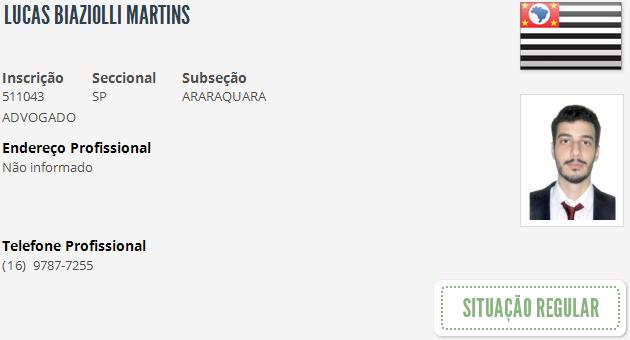 LUCAS BIAZIOLLI MARTINS
Inscrição Seccional Subseção
511043 SP ARARAQUARA
ADVOGADO
Endereço Profissional
Não informado
Telefone Profissional
(16) 9787-7255
SITUAÇÃO REGULAR